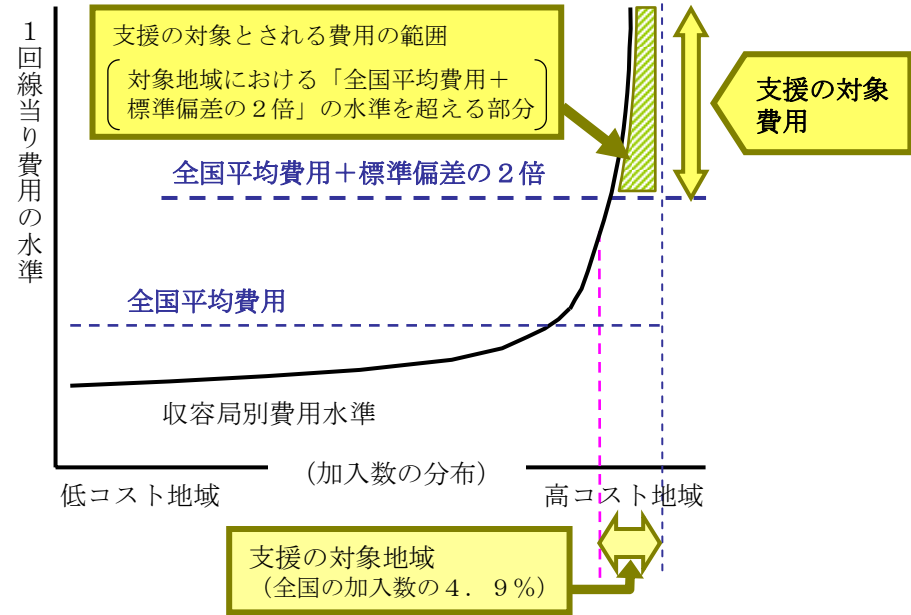 １回線当り費用の水準
支援の対象とされる費用の範囲
対象地域における「全国平均費用＋
標準偏差の２倍」の水準を超える部分
支援の対象
費用
全国平均費用＋標準偏差の２倍
全国平均費用
収容局別費用水準
（加入数の分布）
低コスト地域
高コスト地域
支援の対象地域
（全国の加入数の４．９％）